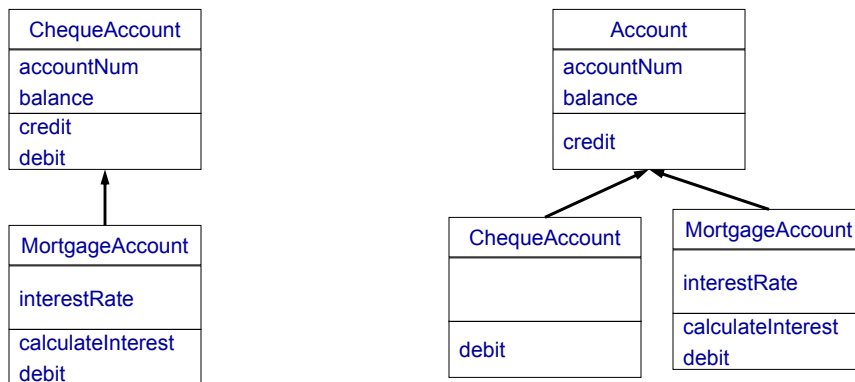 ChequeAccount
accountNum
balance
credit
debit
MortgageAccount
interestRate
calculateInterest
debit
Account
accountNum
balance
credit
ChequeAccount
debit
MortgageAccount
interestRate
calculateInterest
debit